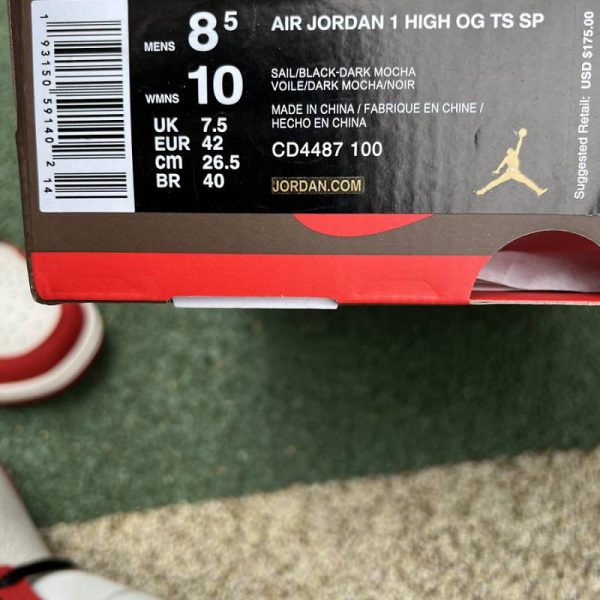 1 93150 59140 2 14
MENS 8 5
WMNS 10
UK 7.5
EUR 42
cm 26.5
BR 40
AIR JORDAN 1 HIGH OG TS SP
SAIL/BLACK-DARK MOCHA
VOILE/DARK MOCHA/NOIR
MADE IN CHINA / FABRIQUE EN CHINE /
HECHO EN CHINA
CD4487 100
JORDAN.COM
Suggested Retail: USD $175.00